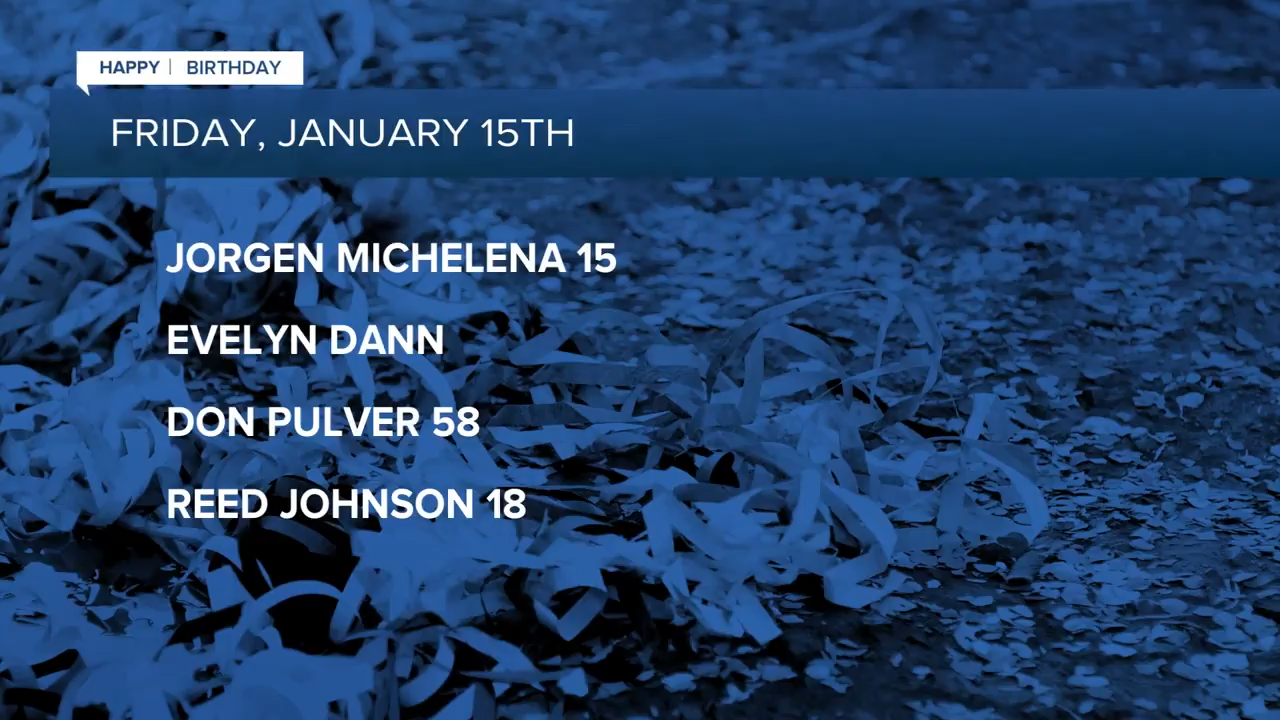 HAPPY | BIRTHDAY
FRIDAY, JANUARY 15TH
JORGEN MICHELENA 15
EVELYN DANN
DON PULVER 58
REED JOHNSON 18